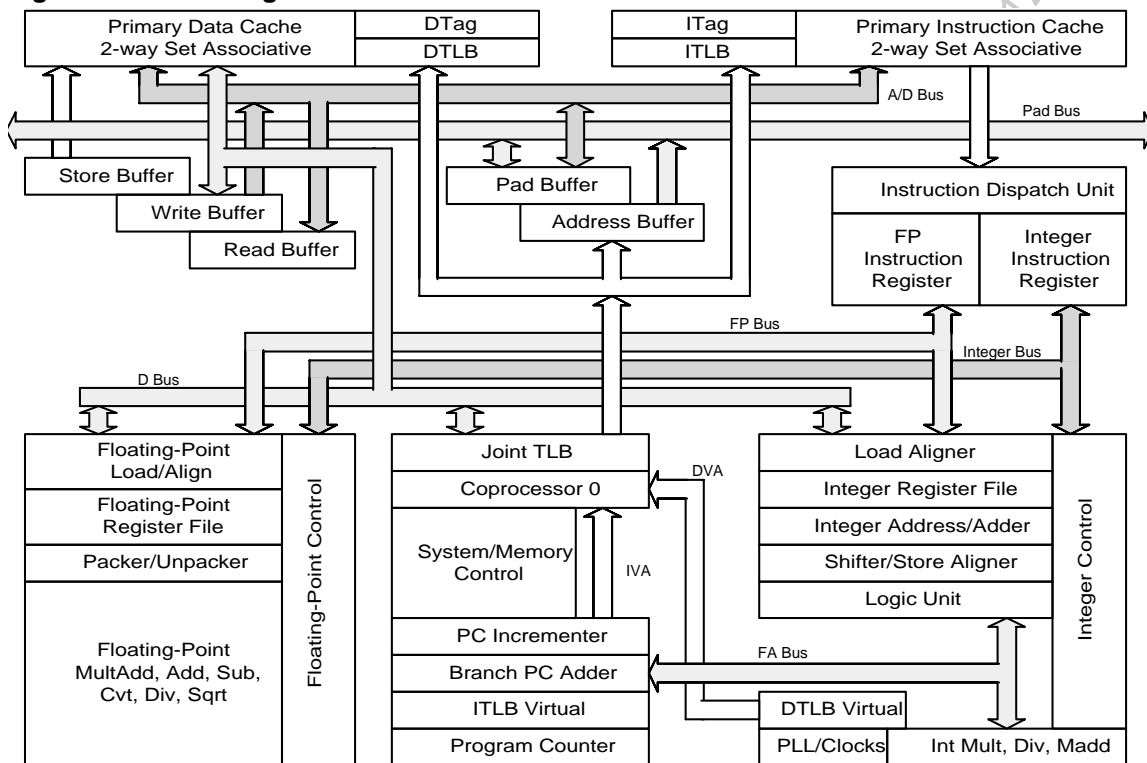 Primary Data Cache
2-way Set Associative
DTag
DTLB
ITag
ITLB
Primary Instruction Cache
2-way Set Associative
A/D Bus
Pad Bus
Store Buffer
Write Buffer
Read Buffer
Pad Buffer
Address Buffer
Instruction Dispatch Unit
FP
Instruction
Register
Integer
Instruction
Register
FP Bus
Integer Bus
D Bus
Floating-Point
Load/Align
Floating-Point
Register File
Packer/Unpacker
Floating-Point
MultAdd, Add, Sub,
Cvt, Div, Sqrt
Floating-Point Control
Joint TLB
Coprocessor 0
System/Memory
Control
DVA
IVA
PC Incrementer
Branch PC Adder
ITLB Virtual
Program Counter
Load Aligner
Integer Register File
Integer Address/Adder
Shifter/Store Aligner
Logic Unit
FA Bus
DTLB Virtual
PLL/Clocks
Int Mult, Div, Madd
Integer Control